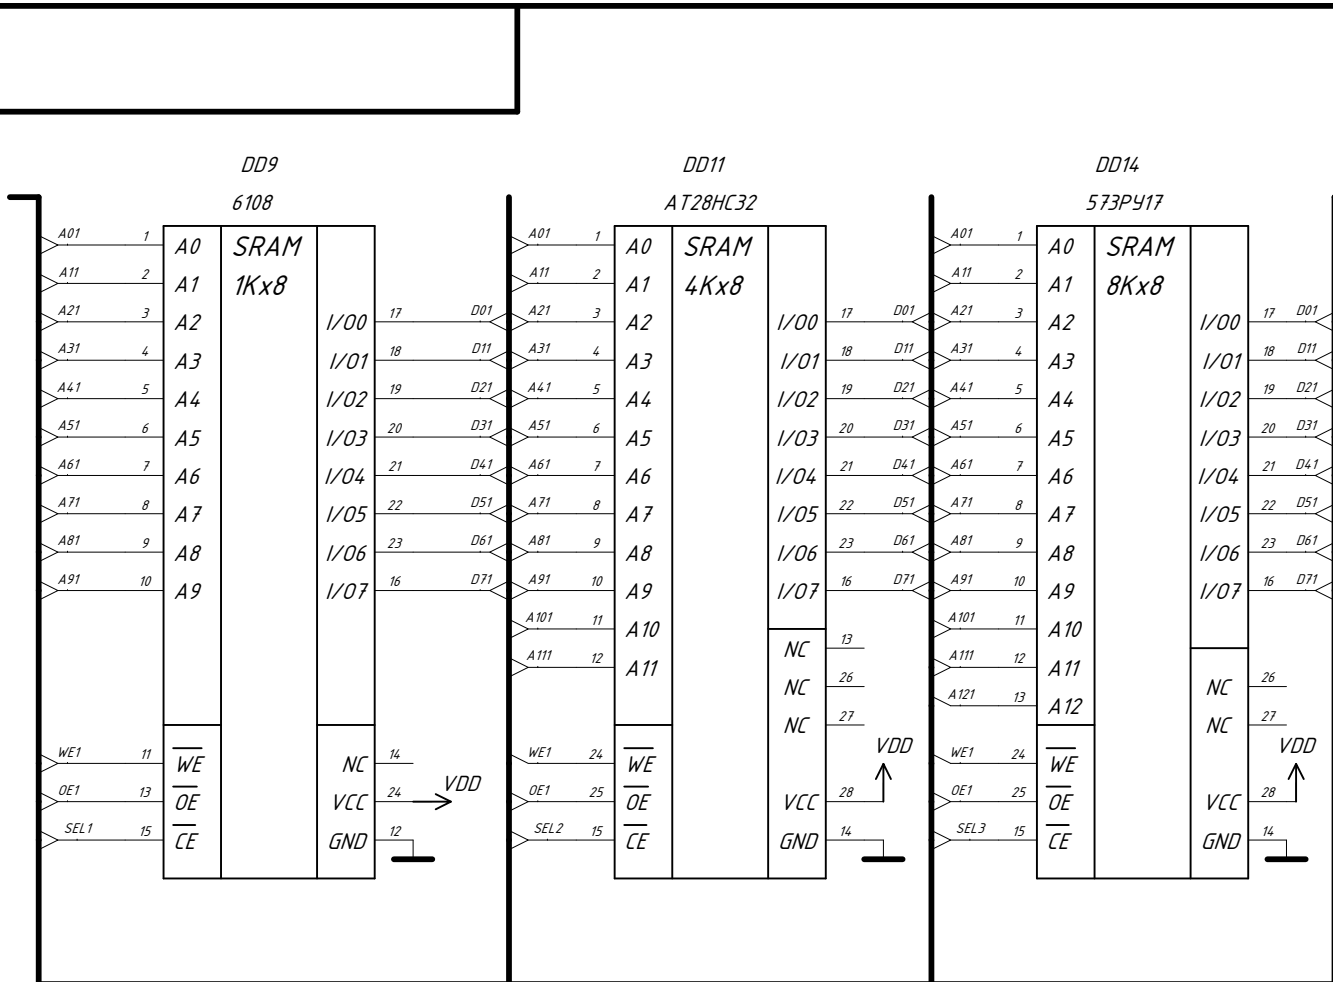 DD9
6108
A01 1 A0 SRAM
A11 2 A1 1Kx8
A21 3 A2 I/O0 17 D01
A31 4 A3 I/O1 18 D11
A41 5 A4 I/O2 19 D21
A51 6 A5 I/O3 20 D31
A61 7 A6 I/O4 21 D41
A71 8 A7 I/O5 22 D51
A81 9 A8 I/O6 23 D61
A91 10 A9 I/O7 16 D71
WE1 11 WE NC 14
OE1 13 OE VCC 24 VDD
SEL1 15 CE GND 12
DD11
AT28HC32
A01 1 A0 SRAM
A11 2 A1 4Kx8
A21 3 A2 I/O0 17 D01
A31 4 A3 I/O1 18 D11
A41 5 A4 I/O2 19 D21
A51 6 A5 I/O3 20 D31
A61 7 A6 I/O4 21 D41
A71 8 A7 I/O5 22 D51
A81 9 A8 I/O6 23 D61
A91 10 A9 I/O7 16 D71
A101 11 A10
NC 13
A111 12 A11
NC 26
NC 27
VDD
WE1 24 WE
OE1 25 OE VCC 28
SEL2 15 CE GND 14
DD14
573РУ17
A01 1 A0 SRAM
A11 2 A1 8Kx8
A21 3 A2 I/O0 17 D01
A31 4 A3 I/O1 18 D11
A41 5 A4 I/O2 19 D21
A51 6 A5 I/O3 20 D31
A61 7 A6 I/O4 21 D41
A71 8 A7 I/O5 22 D51
A81 9 A8 I/O6 23 D61
A91 10 A9 I/O7 16 D71
A101 11 A10
A111 12 A11
NC 26
A121 13 A12
NC 27
VDD
WE1 24 WE
OE1 25 OE VCC 28
SEL3 15 CE GND 14